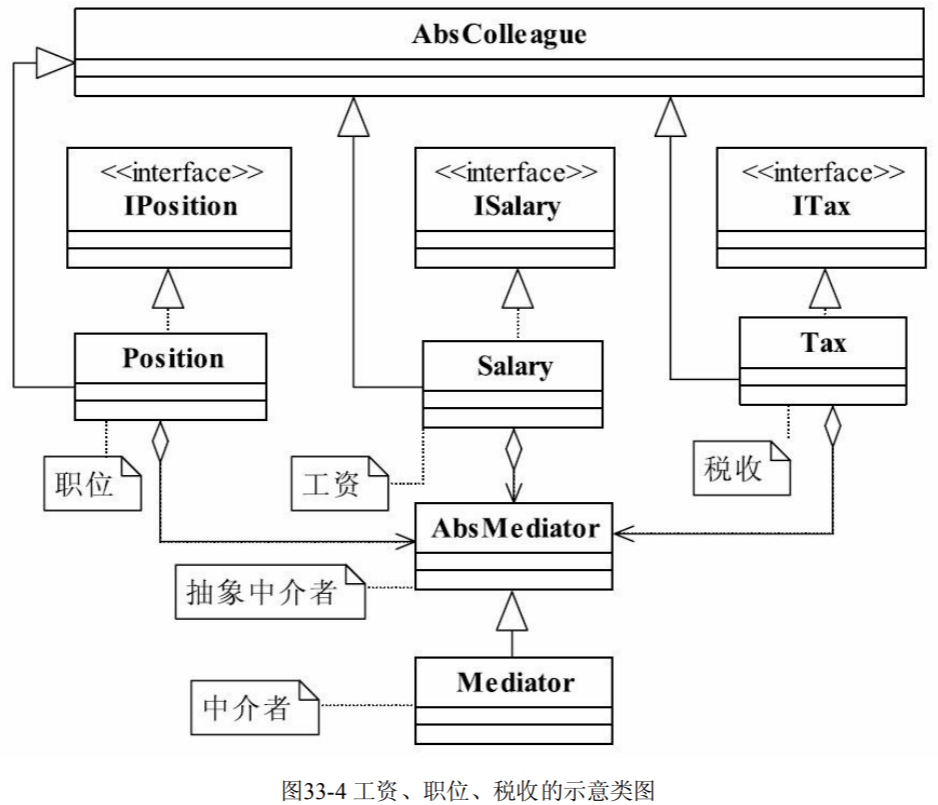 AbsColleague
<<interface>>
IPosition
<<interface>>
ISalary
<<interface>>
ITax
Position
Salary
Tax
职位
工资
税收
AbsMediator
抽象中介者
Mediator
中介者
图33-4 工资、职位、税收的示意类图